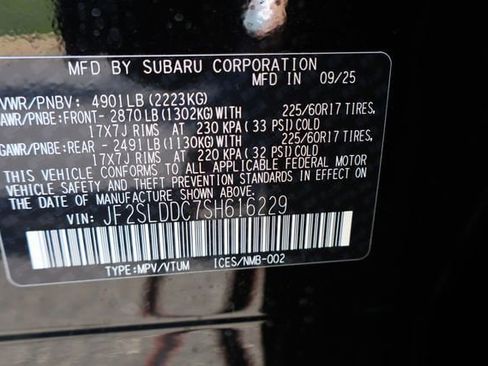 MFD BY SUBARU CORPORATION
MFD IN 09/25
VWR/PNBV: 4901LB (2223KG)
AWR/PNBE:FRONT- 2870LB (1302KG) WITH 225/60R17 TIRES,
17X7J RIMS AT 230 KPA (33 PSI) COLD
GAWR/PNBE:REAR - 2491LB (1130KG) WITH 225/60R17 TIRES,
17X7J RIMS AT 220 KPA (32 PSI) COLD
THIS VEHICLE CONFORMS TO ALL APPLICABLE FEDERAL MOTOR
VEHICLE SAFETY AND THEFT PREVENTION STANDARDS IN EFFECT ON
THE DATE OF MANUFACTURE SHOWN ABOVE.
VIN: JF2SLDDC7SH616229
TYPE:MPV/VTUM ICES/NMB-002